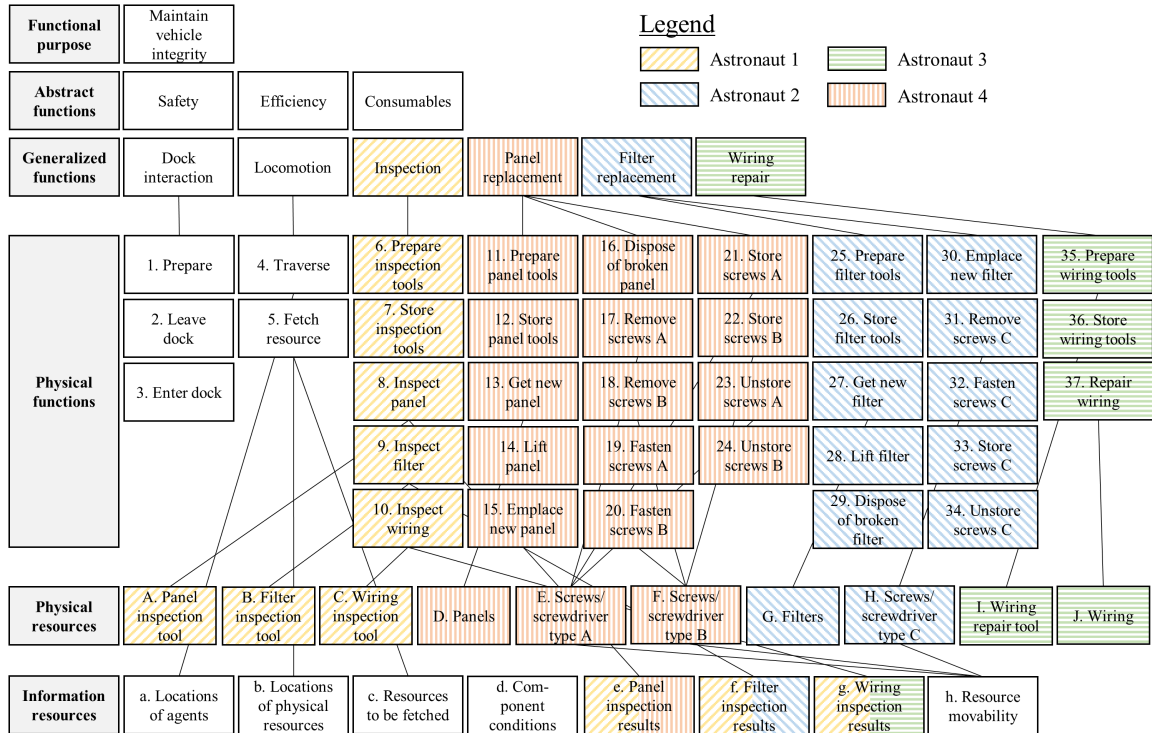 Legend
Astronaut 1
Astronaut 2
Astronaut 3
Astronaut 4
Functional
purpose
Maintain
vehicle
integrity
Abstract
functions
Safety
Efficiency
Consumables
Generalized
functions
Dock
interaction
Locomotion
Inspection
Panel
replacement
Filter
replacement
Wiring
repair
Physical
functions
1. Prepare
2. Leave
dock
3. Enter dock
4. Traverse
5. Fetch
resource
6. Prepare
inspection
tools
7. Store
inspection
tools
8. Inspect
panel
9. Inspect
filter
10. Inspect
wiring
11. Prepare
panel tools
12. Store
panel tools
13. Get new
panel
14. Lift
panel
15. Emplace
new panel
16. Dispose
of broken
panel
17. Remove
screws A
18. Remove
screws B
19. Fasten
screws A
20. Fasten
screws B
21. Store
screws A
22. Store
screws B
23. Unstore
screws A
24. Unstore
screws B
25. Prepare
filter tools
26. Store
filter tools
27. Get new
filter
28. Lift filter
29. Dispose
of broken
filter
30. Emplace
new filter
31. Remove
screws C
32. Fasten
screws C
33. Store
screws C
34. Unstore
screws C
35. Prepare
wiring tools
36. Store
wiring tools
37. Repair
wiring
Physical
resources
A. Panel
inspection
tool
B. Filter
inspection
tool
C. Wiring
inspection
tool
D. Panels
E. Screws/
screwdriver
type A
F. Screws/
screwdriver
type B
G. Filters
H. Screws/
screwdriver
type C
I. Wiring
repair tool
J. Wiring
Information
resources
a. Locations
of agents
b. Locations
of physical
resources
c. Resources
to be fetched
d. Com-
ponent
conditions
e. Panel
inspection
results
f. Filter
inspection
results
g. Wiring
inspection
results
h. Resource
movability